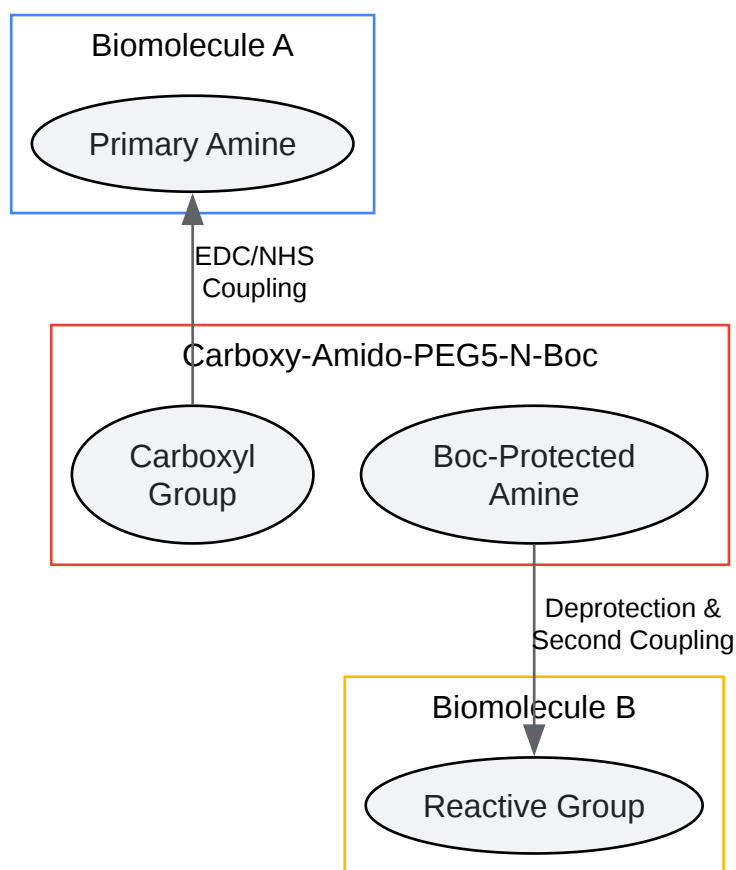 Biomolecule A
Primary Amine
EDC/NHS
Coupling
Carboxy-Amido-PEG5-N-Boc
Carboxyl
Group
Boc-Protected
Amine
Deprotection &
Second Coupling
Biomolecule B
Reactive Group